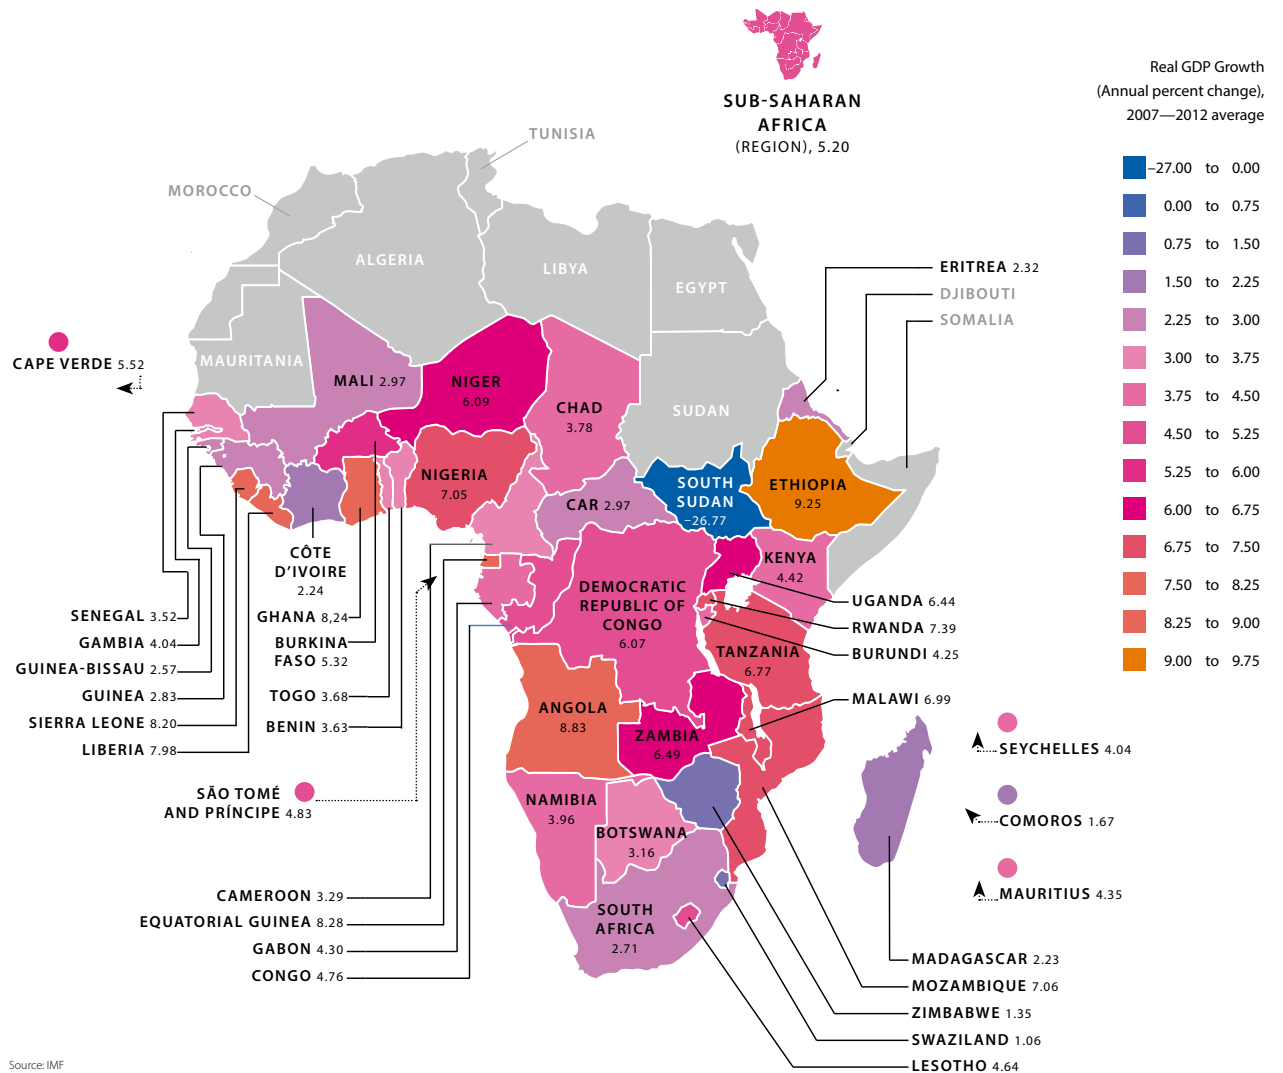 SUB-SAHARAN
AFRICA
(REGION), 5.20
Real GDP Growth
(Annual percent change),
2007—2012 average
–27.00 to 0.00
0.00 to 0.75
0.75 to 1.50
1.50 to 2.25
2.25 to 3.00
3.00 to 3.75
3.75 to 4.50
4.50 to 5.25
5.25 to 6.00
6.00 to 6.75
6.75 to 7.50
7.50 to 8.25
8.25 to 9.00
9.00 to 9.75
TUNISIA
MOROCCO
ALGERIA
LIBYA
EGYPT
MAURITANIA
SUDAN
ERITREA 2.32
DJIBOUTI
SOMALIA
CAPE VERDE 5.52
MALI 2.97
NIGER
6.09
CHAD
3.78
NIGERIA
7.05
CAR 2.97
SOUTH
SUDAN
–26.77
ETHIOPIA
9.25
CÔTE
D'IVOIRE
2.24
KENYA
4.42
DEMOCRATIC
REPUBLIC OF
CONGO
6.07
UGANDA 6.44
RWANDA 7.39
BURUNDI 4.25
TANZANIA
6.77
MALAWI 6.99
SENEGAL 3.52
GAMBIA 4.04
GUINEA-BISSAU 2.57
GUINEA 2.83
SIERRA LEONE 8.20
LIBERIA 7.98
GHANA 8,24
BURKINA
FASO 5.32
TOGO 3.68
BENIN 3.63
ANGOLA
8.83
ZAMBIA
6.49
SÃO TOMÉ
AND PRÍNCIPE 4.83
NAMIBIA
3.96
BOTSWANA
3.16
SOUTH
AFRICA
2.71
SEYCHELLES 4.04
COMOROS 1.67
MAURITIUS 4.35
CAMEROON 3.29
EQUATORIAL GUINEA 8.28
GABON 4.30
CONGO 4.76
MADAGASCAR 2.23
MOZAMBIQUE 7.06
ZIMBABWE 1.35
SWAZILAND 1.06
LESOTHO 4.64
Source: IMF